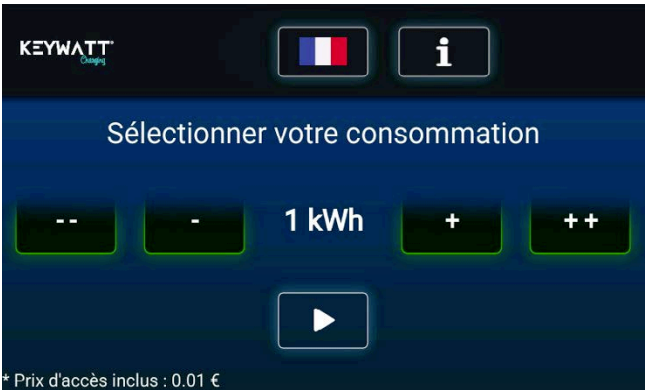 KEYWATT®
Charging
i
Sélectionner votre consommation
-- - 1 kWh + ++
* Prix d'accès inclus : 0.01 €